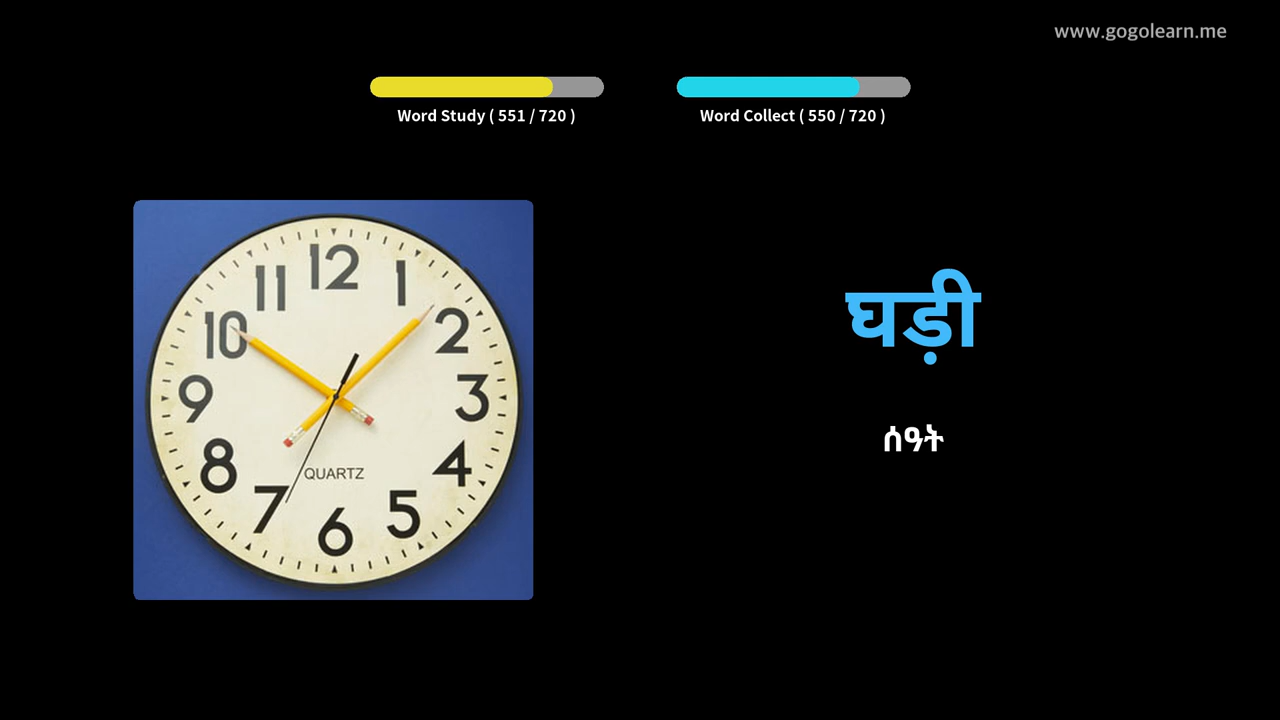 www.gogolearn.me
Word Study ( 551 / 720 )
Word Collect ( 550 / 720 )
12
11
1
10
2
9
3
8
4
7
5
6
QUARTZ
घड़ी
ሰዓት